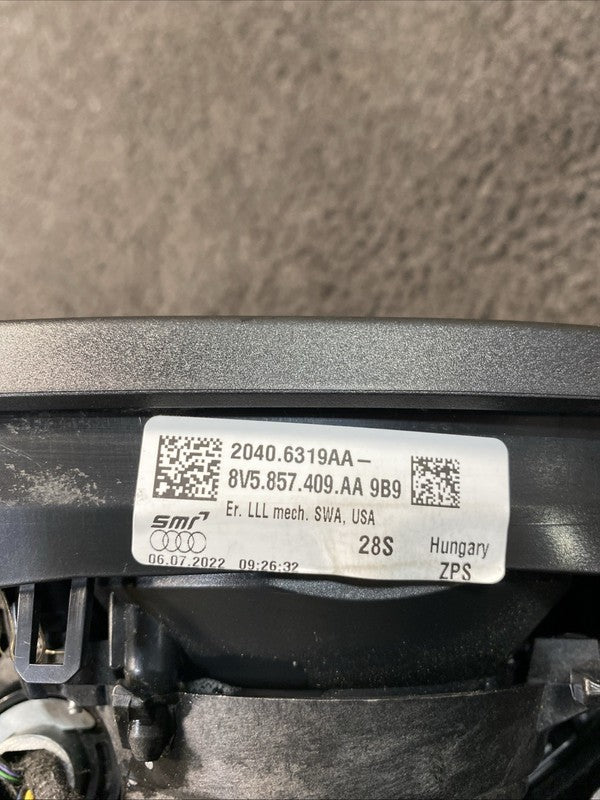 2040.6319AA-
8V5.857.409.AA 9B9
Er. LLL mech. SWA, USA
smr
28S Hungary
06.07.2022 09:26:32 ZPS